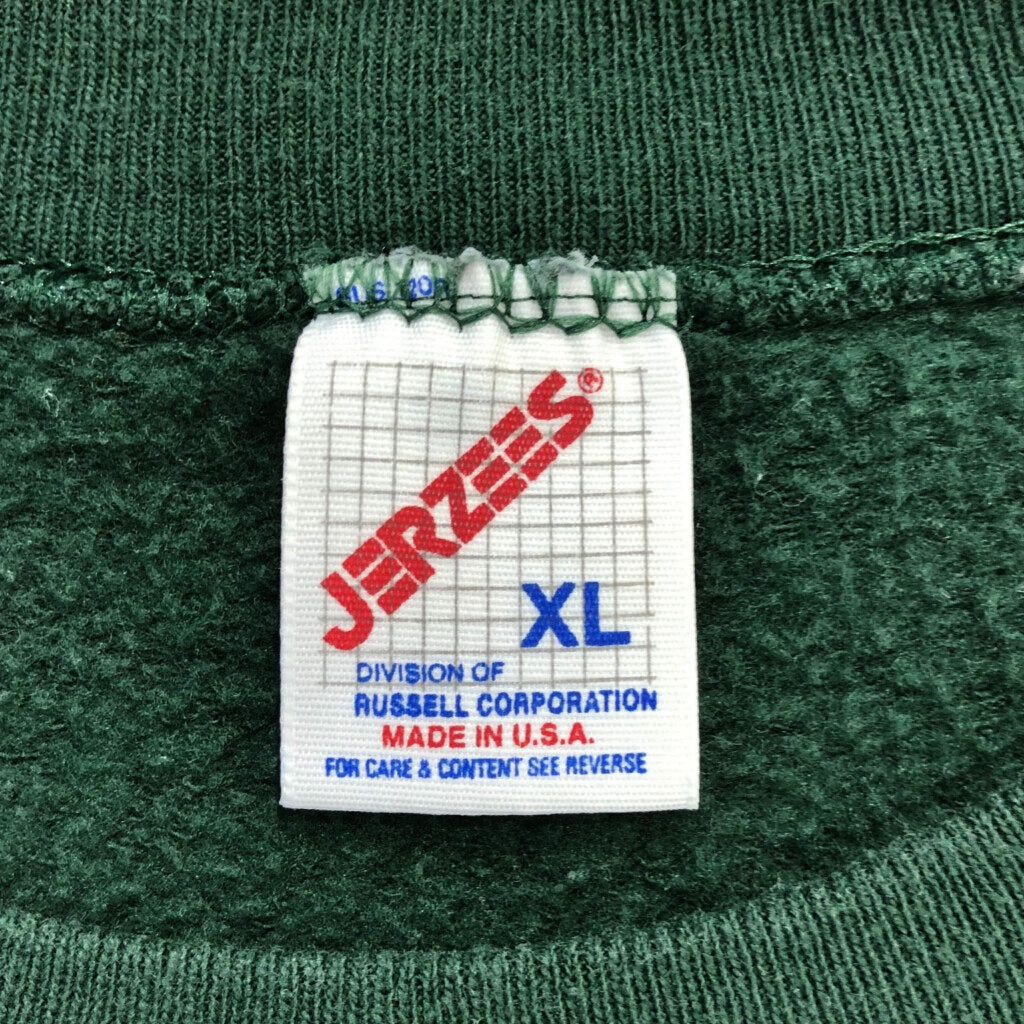 JERZEES®
XL
DIVISION OF
RUSSELL CORPORATION
MADE IN U.S.A.
FOR CARE & CONTENT SEE REVERSE